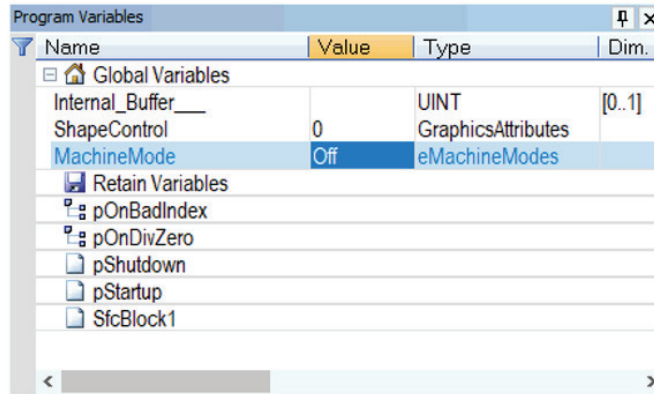 Program Variables
Name Value Type Dim.
Global Variables
Internal_Buffer___ UINT [0..1]
ShapeControl 0 GraphicsAttributes
MachineMode Off eMachineModes
Retain Variables
pOnBadIndex
pOnDivZero
pShutdown
pStartup
SfcBlock1